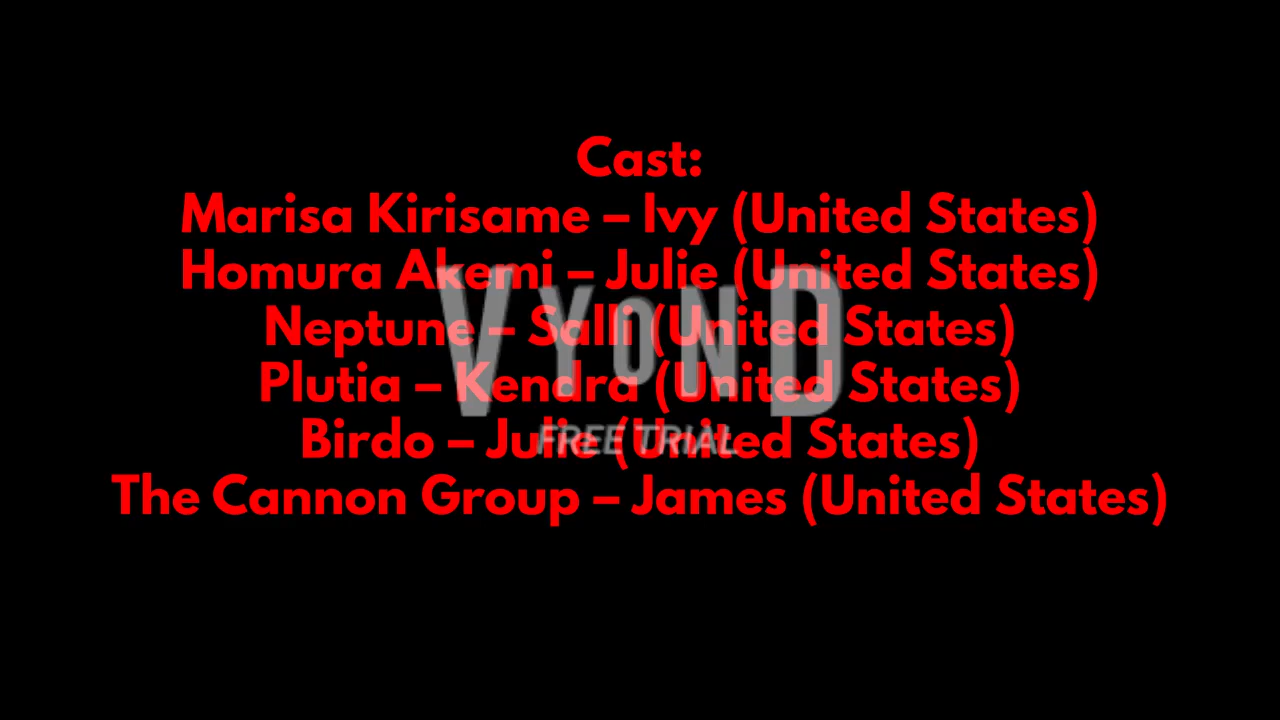 Cast:
Marisa Kirisame – Ivy (United States)
Homura Akemi – Julie (United States)
Neptune – Salli (United States)
Plutia – Kendra (United States)
Birdo – Julie (United States)
The Cannon Group – James (United States)
VYOND
FREE TRIAL